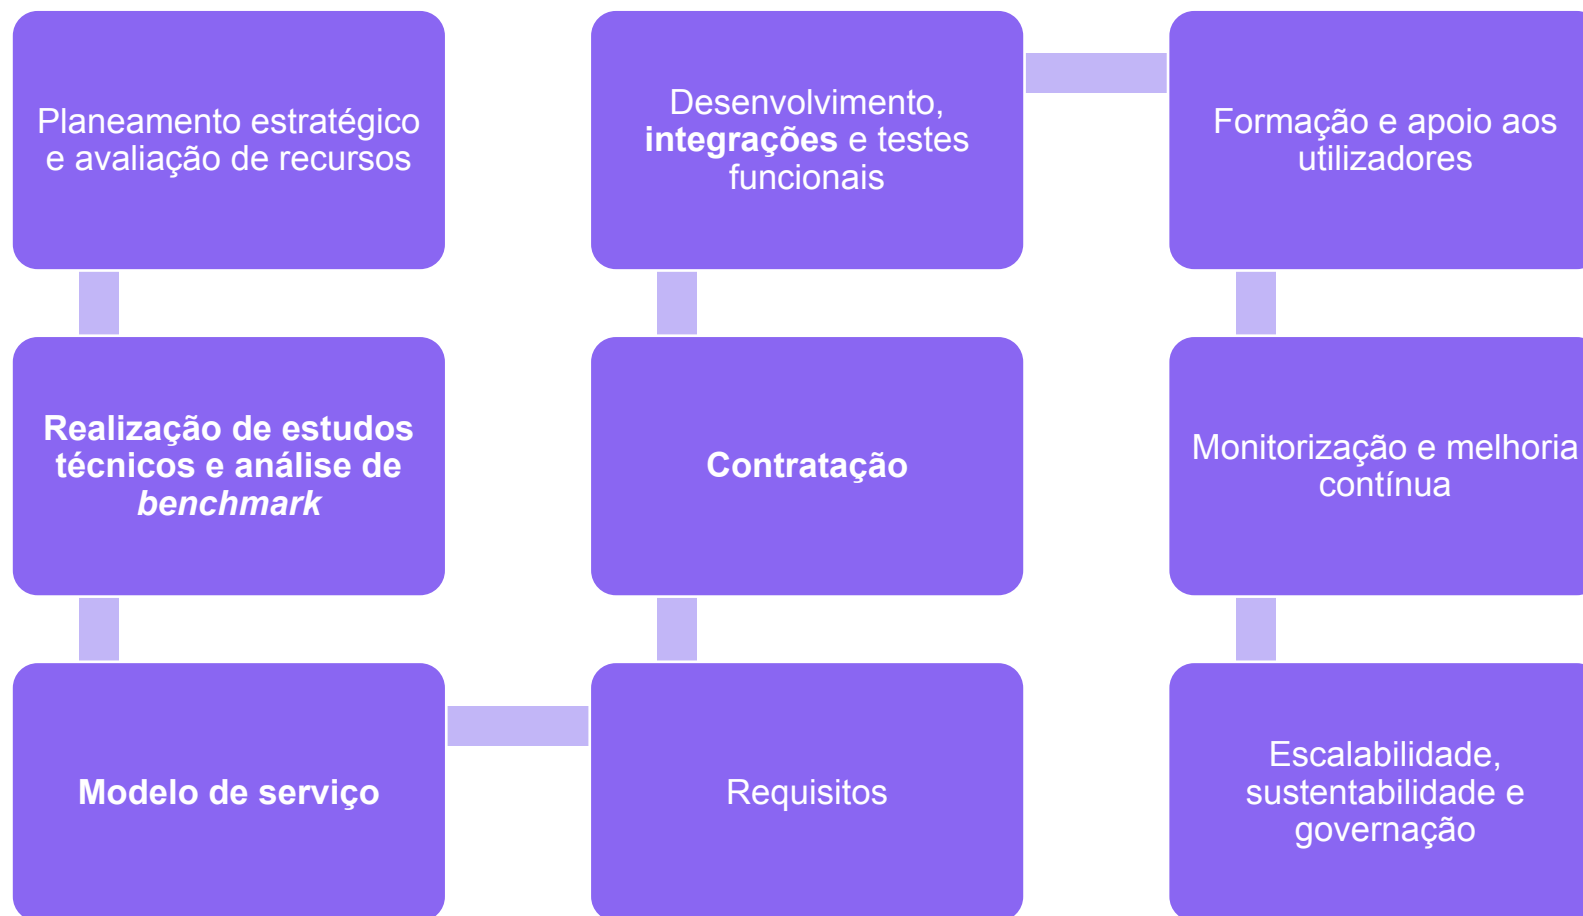 Planeamento estratégico
e avaliação de recursos
Realização de estudos
técnicos e análise de
benchmark
Modelo de serviço
Requisitos
Contratação
Desenvolvimento,
integrações e testes
funcionais
Formação e apoio aos
utilizadores
Monitorização e melhoria
contínua
Escalabilidade,
sustentabilidade e
governação